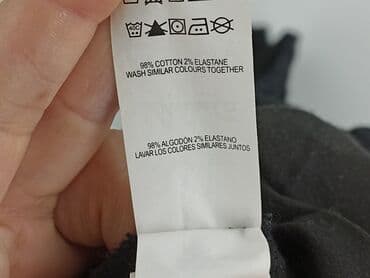 98% COTTON 2% ELASTANE
WASH SIMILAR COLOURS TOGETHER
98% ALGODÓN 2% ELASTANO
LAVAR LOS COLORES SIMILARES JUNTOS